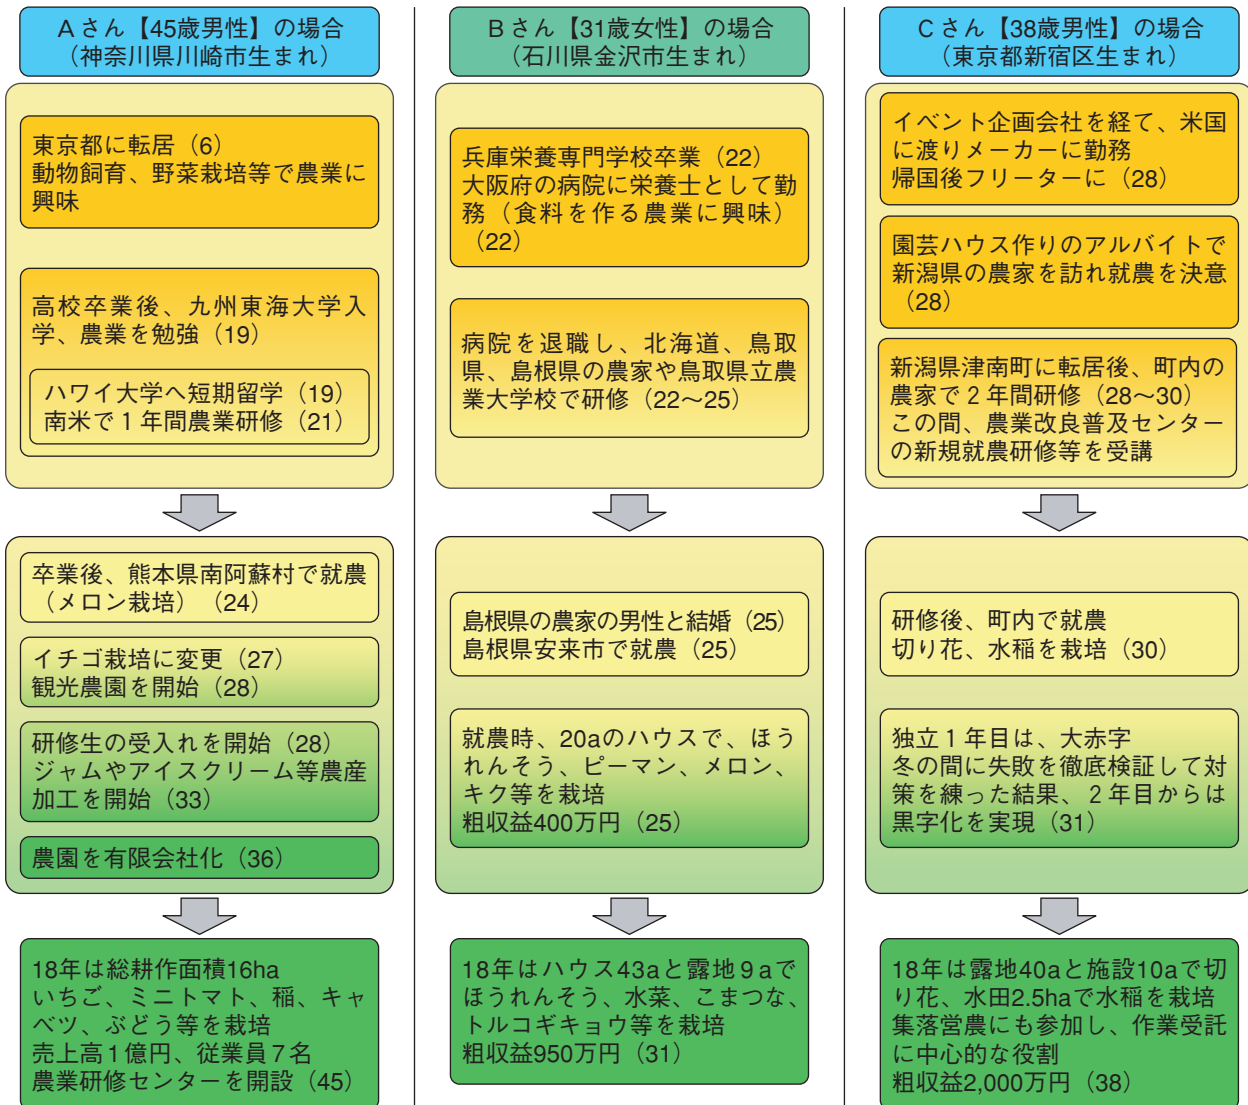 Aさん【45歳男性】の場合
（神奈川県川崎市生まれ）
東京都に転居（6）
動物飼育、野菜栽培等で農業に
興味
高校卒業後、九州東海大学入
学、農業を勉強（19）
ハワイ大学へ短期留学（19）
南米で１年間農業研修（21）
卒業後、熊本県南阿蘇村で就農
（メロン栽培）（24）
イチゴ栽培に変更（27）
観光農園を開始（28）
研修生の受入れを開始（28）
ジャムやアイスクリーム等農産
加工を開始（33）
農園を有限会社化（36）
18年は総耕作面積16ha
いちご、ミニトマト、稲、キャ
ベツ、ぶどう等を栽培
売上高１億円、従業員７名
農業研修センターを開設（45）
Bさん【31歳女性】の場合
（石川県金沢市生まれ）
兵庫栄養専門学校卒業（22）
大阪府の病院に栄養士として勤
務（食料を作る農業に興味）
（22）
病院を退職し、北海道、鳥取
県、島根県の農家や鳥取県立農
業大学校で研修（22～25）
島根県の農家の男性と結婚（25）
島根県安来市で就農（25）
就農時、20aのハウスで、ほう
れんそう、ピーマン、メロン、
キク等を栽培
粗収益400万円（25）
18年はハウス43aと露地９aで
ほうれんそう、水菜、こまつな、
トルコギキョウ等を栽培
粗収益950万円（31）
Cさん【38歳男性】の場合
（東京都新宿区生まれ）
イベント企画会社を経て、米国
に渡りメーカーに勤務
帰国後フリーターに（28）
園芸ハウス作りのアルバイトで
新潟県の農家を訪れ就農を決意
（28）
新潟県津南町に転居後、町内の
農家で２年間研修（28～30）
この間、農業改良普及センター
の新規就農研修等を受講
研修後、町内で就農
切り花、水稲を栽培（30）
独立１年目は、大赤字
冬の間に失敗を徹底検証して対
策を練った結果、２年目からは
黒字化を実現（31）
18年は露地40aと施設10aで切
り花、水田2.5haで水稲を栽培
集落営農にも参加し、作業受託
に中心的な役割
粗収益2,000万円（38）